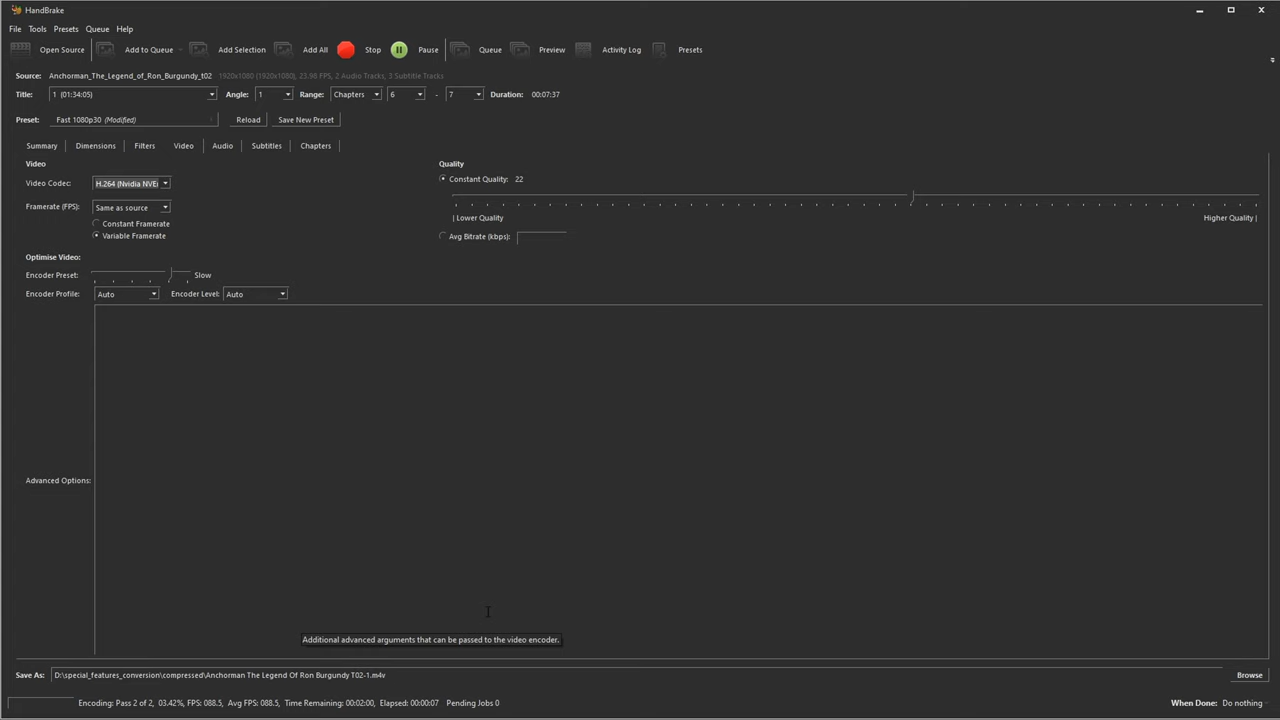 HandBrake
File Tools Presets Queue Help
Open Source Add to Queue Add Selection Add All Stop Pause Queue Preview Activity Log Presets
Source: Anchorman_The_Legend_of_Ron_Burgundy_t02 1920x1080 (1920x1080), 23.98 FPS, 2 Audio Tracks, 3 Subtitle Tracks
Title: 1 (01:34:05) Angle: 1 Range: Chapters 6 - 7 Duration: 00:07:37
Preset: Fast 1080p30 (Modified) Reload Save New Preset
Summary Dimensions Filters Video Audio Subtitles Chapters
Video Quality
Video Codec: H.264 (Nvidia NVE Constant Quality: 22
Framerate (FPS): Same as source
| Lower Quality Higher Quality |
Constant Framerate
Variable Framerate Avg Bitrate (kbps):
Optimise Video:
Encoder Preset: Slow
Encoder Profile: Auto Encoder Level: Auto
Advanced Options:
Additional advanced arguments that can be passed to the video encoder.
Save As: D:\special_features_conversion\compressed\Anchorman The Legend Of Ron Burgundy T02-1.m4v Browse
Encoding: Pass 2 of 2, 03.42%, FPS: 088.5, Avg FPS: 088.5, Time Remaining: 00:02:00, Elapsed: 00:00:07 Pending Jobs 0 When Done: Do nothing